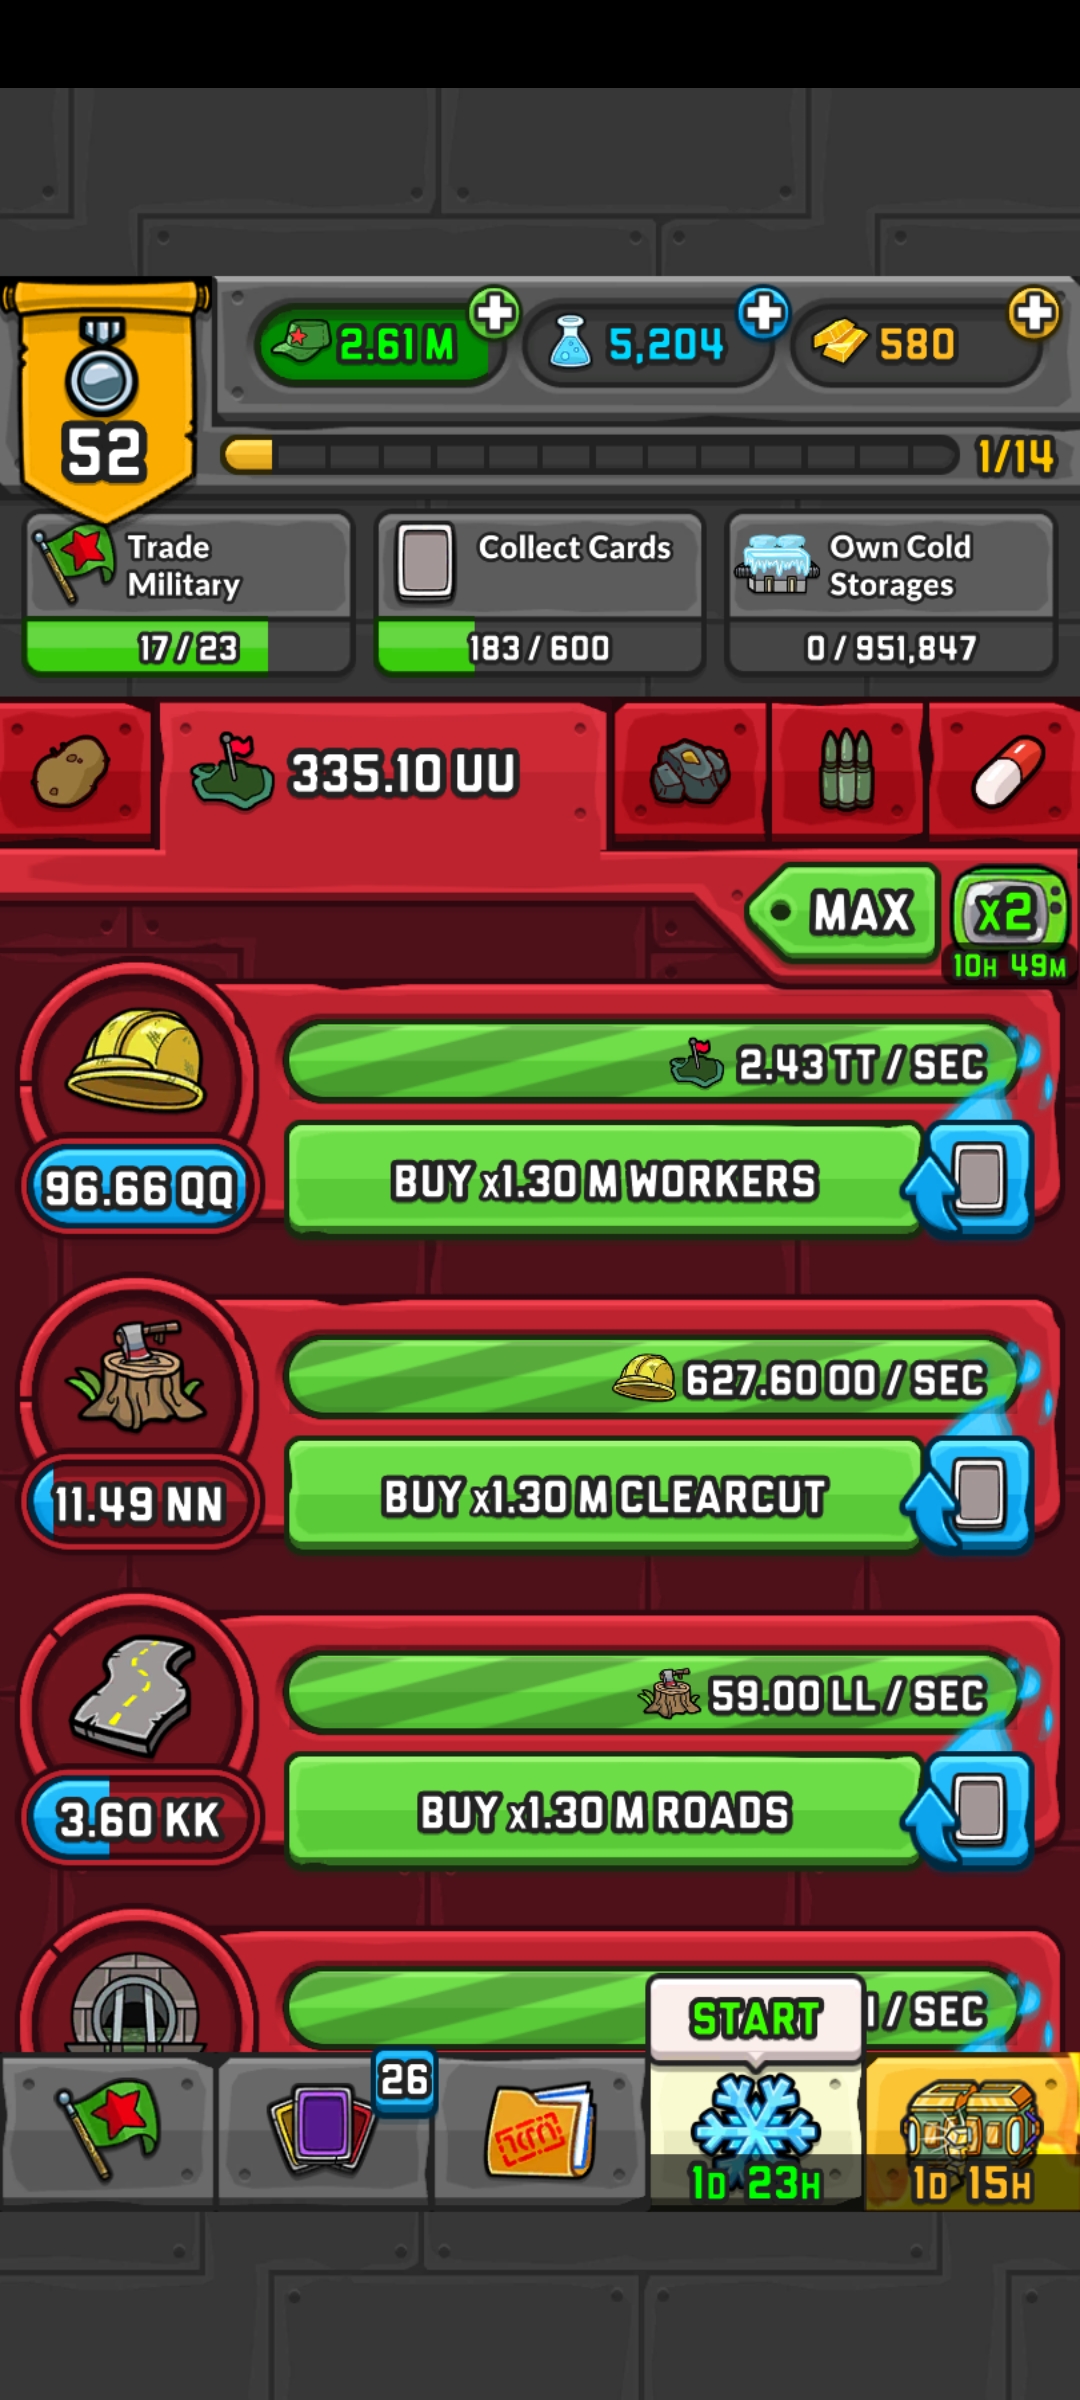 2.61 M
5,204
580
52
1/14
Trade
Military
17 / 23
Collect Cards
183 / 600
Own Cold
Storages
0 / 951,847
335.10 UU
MAX
x2
10H 49M
2.43 TT / SEC
96.66 QQ
BUY x1.30 M WORKERS
627.60 OO / SEC
11.49 NN
BUY x1.30 M CLEARCUT
59.00 LL / SEC
3.60 KK
BUY x1.30 M ROADS
/ SEC
START
26
1D 23H
1D 15H